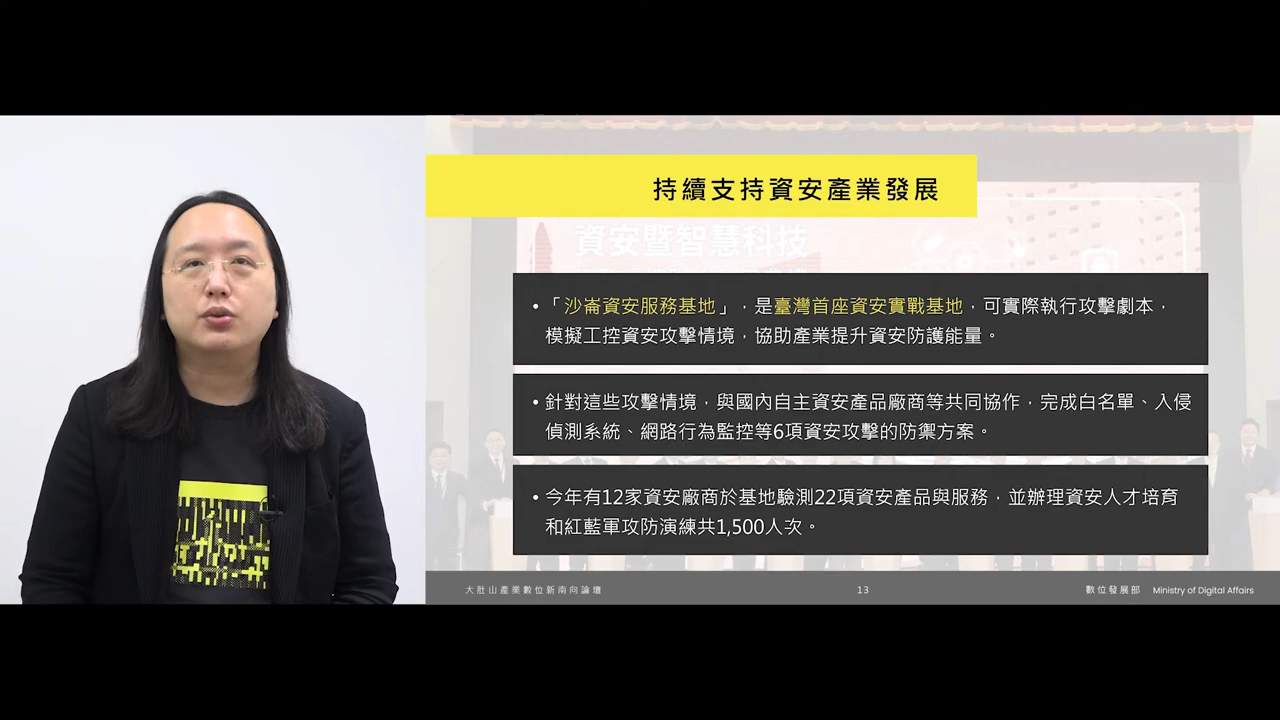 持續支持資安產業發展
資安暨智慧科技
•「沙崙資安服務基地」，是臺灣首座資安實戰基地，可實際執行攻擊劇本，
模擬工控資安攻擊情境，協助產業提升資安防護能量。
•針對這些攻擊情境，與國內自主資安產品廠商等共同協作，完成白名單、入侵
偵測系統、網路行為監控等6項資安攻擊的防禦方案。
•今年有12家資安廠商於基地驗測22項資安產品與服務，並辦理資安人才培育
和紅藍軍攻防演練共1,500人次。
大肚山產業數位新南向論壇
13
數位發展部 Ministry of Digital Affairs